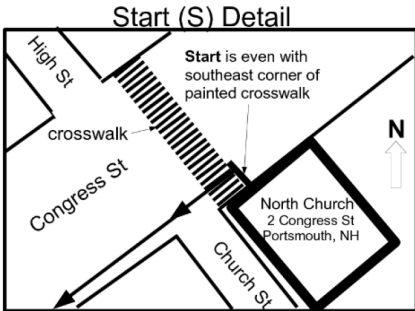 Start (S) Detail
High St
Start is even with
southeast corner of
painted crosswalk
crosswalk
N
Congress St
North Church
2 Congress St
Portsmouth, NH
Church St